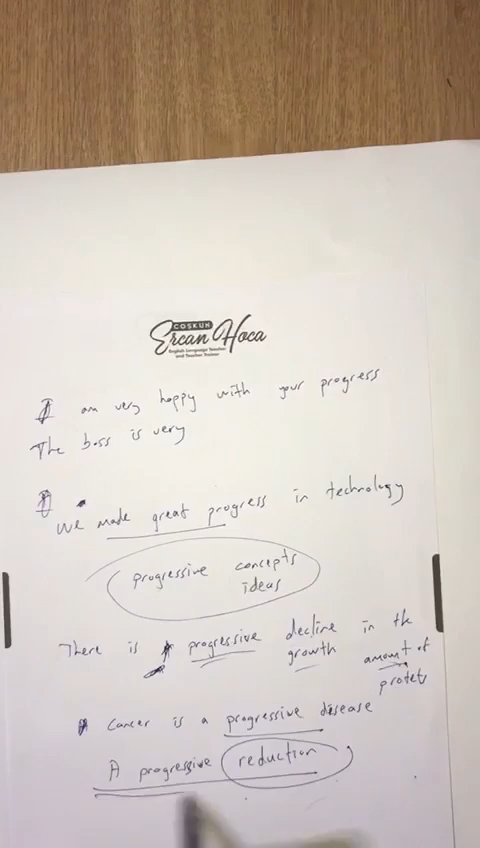 COSKUN
Ercan Hoca
English Language Teacher
and Teacher Trainer
I am very happy with your progress
The boss is very
We made great progress in technology
progressive concepts
ideas
There is progressive decline in the
growth amount of
protets
Cancer is a progressive disease
A progressive reduction